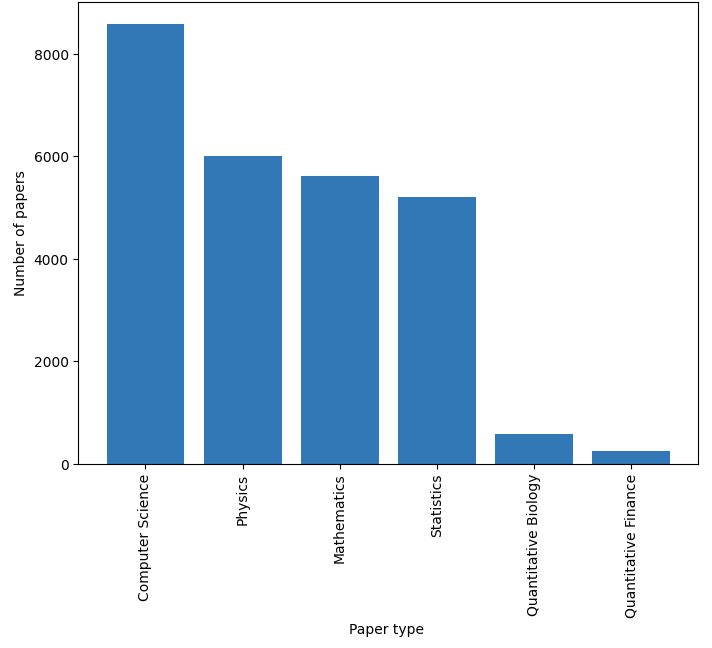 8000
6000
4000
2000
0
Number of papers
Computer Science
Physics
Mathematics
Statistics
Quantitative Biology
Quantitative Finance
Paper type